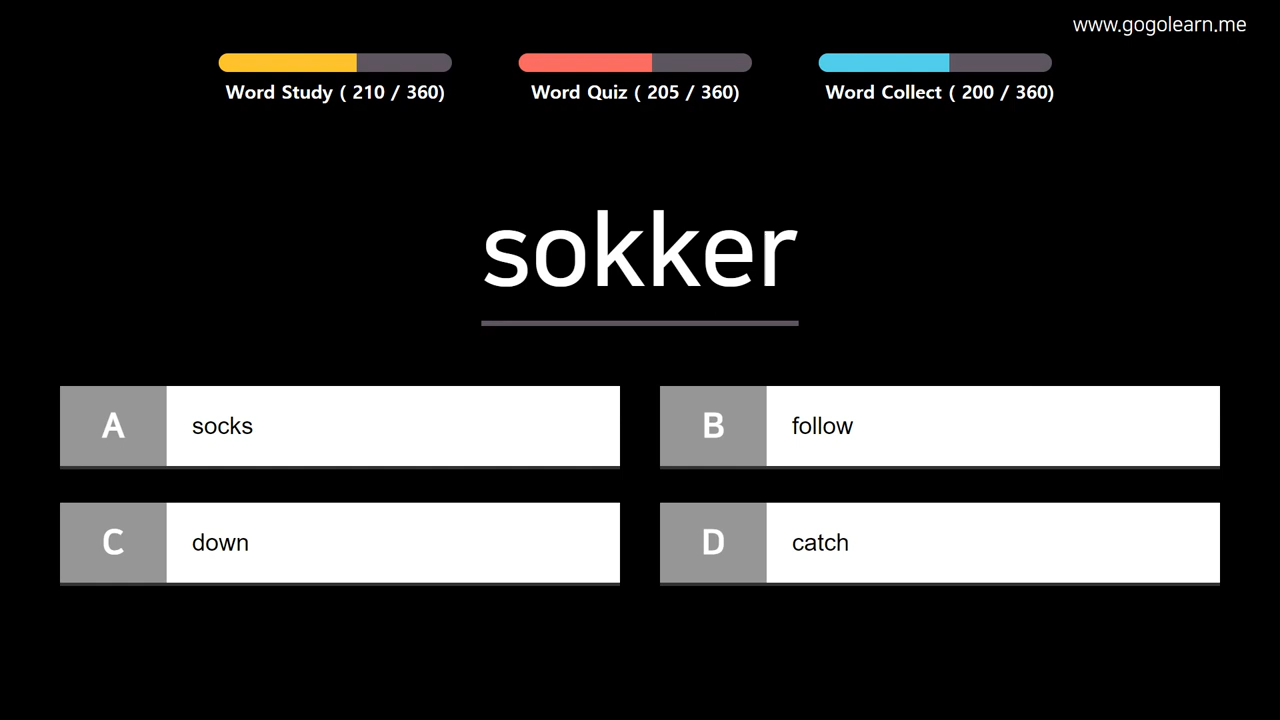 www.gogolearn.me
Word Study ( 210 / 360)
Word Quiz ( 205 / 360)
Word Collect ( 200 / 360)
sokker
A socks
B follow
C down
D catch